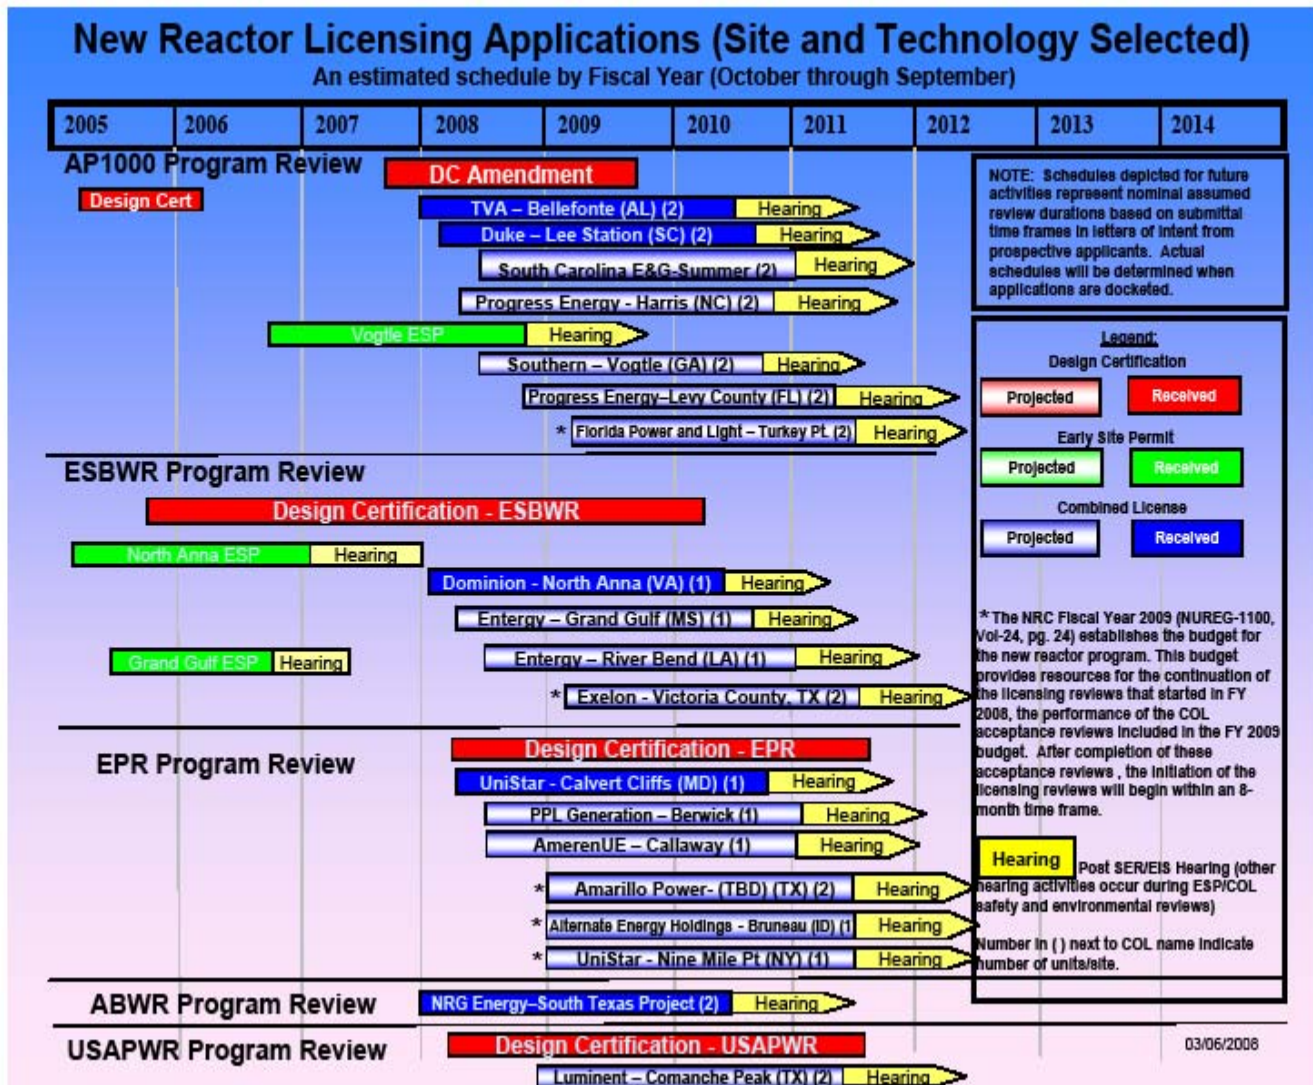 New Reactor Licensing Applications (Site and Technology Selected)
An estimated schedule by Fiscal Year (October through September)
2005 2006 2007 2008 2009 2010 2011 2012 2013 2014
AP1000 Program Review
DC Amendment
Design Cert
TVA – Bellefonte (AL) (2) Hearing
Duke – Lee Station (SC) (2) Hearing
South Carolina E&G-Summer (2) Hearing
Progress Energy - Harris (NC) (2) Hearing
Vogtle ESP Hearing
Southern – Vogtle (GA) (2) Hearing
Progress Energy–Levy County (FL) (2) Hearing
* Florida Power and Light – Turkey Pt. (2) Hearing
ESBWR Program Review
Design Certification - ESBWR
North Anna ESP Hearing
Dominion - North Anna (VA) (1) Hearing
Entergy – Grand Gulf (MS) (1) Hearing
Grand Gulf ESP Hearing
Entergy – River Bend (LA) (1) Hearing
* Exelon - Victoria County, TX (2) Hearing
EPR Program Review
Design Certification - EPR
UniStar - Calvert Cliffs (MD) (1) Hearing
PPL Generation – Berwick (1) Hearing
AmerenUE – Callaway (1) Hearing
* Amarillo Power- (TBD) (TX) (2) Hearing
* Alternate Energy Holdings - Bruneau (ID) (1 Hearing
* UniStar - Nine Mile Pt (NY) (1) Hearing
ABWR Program Review
NRG Energy–South Texas Project (2) Hearing
USAPWR Program Review
Design Certification - USAPWR
Luminent – Comanche Peak (TX) (2) Hearing
NOTE: Schedules depicted for future
activities represent nominal assumed
review durations based on submittal
time frames in letters of intent from
prospective applicants. Actual
schedules will be determined when
applications are docketed.
Legend:
Design Certification
Projected Received
Early Site Permit
Projected Received
Combined License
Projected Received
* The NRC Fiscal Year 2009 (NUREG-1100,
Vol-24, pg. 24) establishes the budget for
the new reactor program. This budget
provides resources for the continuation of
the licensing reviews that started in FY
2008, the performance of the COL
acceptance reviews included in the FY 2009
budget. After completion of these
acceptance reviews , the initiation of the
licensing reviews will begin within an 8-
month time frame.
Hearing Post SER/EIS Hearing (other
hearing activities occur during ESP/COL
safety and environmental reviews)
Number in ( ) next to COL name indicate
number of units/site.
03/06/2008